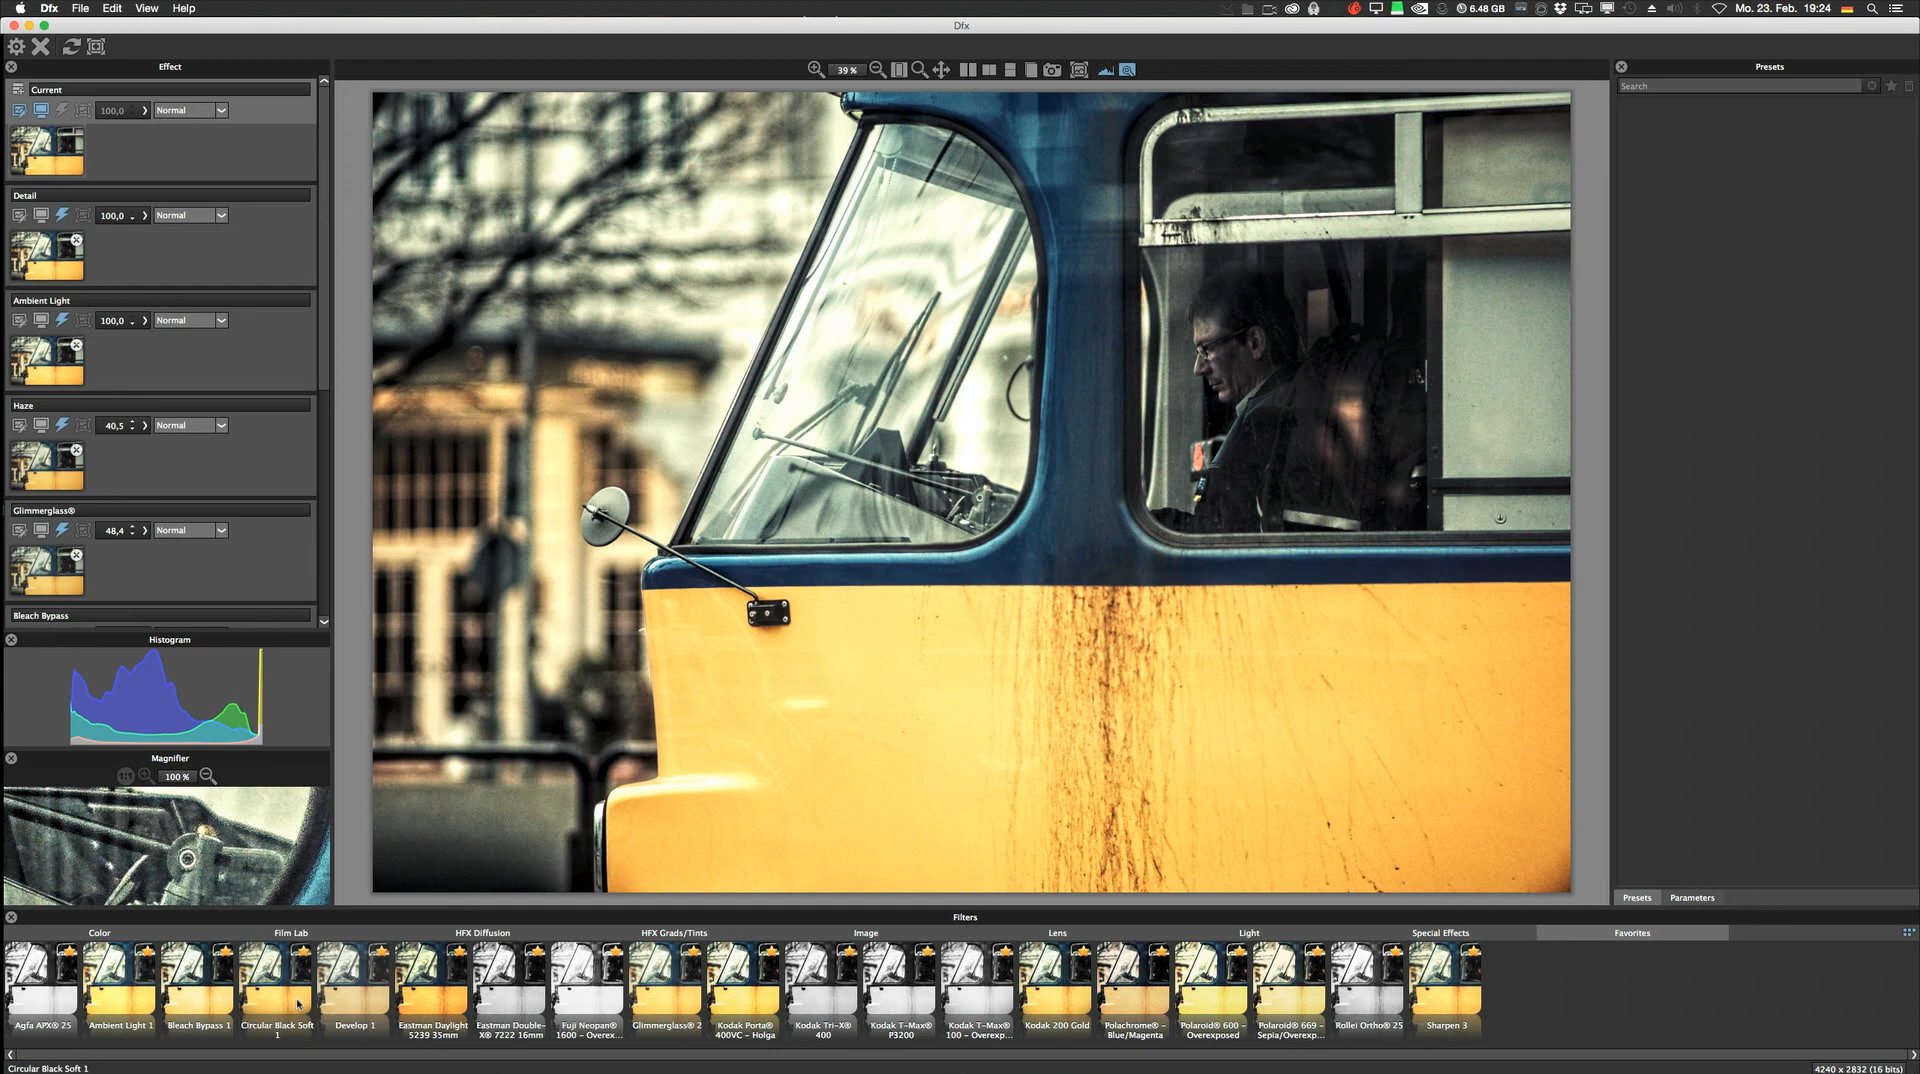 Dfx File Edit View Help
6.48 GB
Mo. 23. Feb. 19:24
Dfx
Effect
39 %
Presets
Search
Current
100,0 Normal
Detail
100,0 Normal
Ambient Light
100,0 Normal
Haze
40,5 Normal
Glimmerglass®
48,4 Normal
Bleach Bypass
Histogram
Magnifier
100 %
Presets Parameters
Filters
Color Film Lab HFX Diffusion HFX Grads/Tints Image Lens Light Special Effects Favorites
Agfa APX® 25
Ambient Light 1
Bleach Bypass 1
Circular Black Soft
1
Develop 1
Eastman Daylight
5239 35mm
Eastman Double-
X® 7222 16mm
Fuji Neopan®
1600 - Overex...
Glimmerglass® 2
Kodak Porta®
400VC - Holga
Kodak Tri-X®
400
Kodak T-Max®
P3200
Kodak T-Max®
100 - Overexp...
Kodak 200 Gold
Polachrome® -
Blue/Magenta
Polaroid® 600 -
Overexposed
Polaroid® 669 -
Sepia/Overexp...
Rollei Ortho® 25
Sharpen 3
Circular Black Soft 1
4240 x 2832 (16 bits)